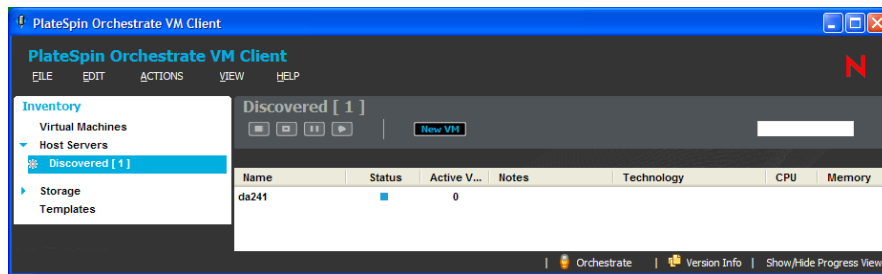 PlateSpin Orchestrate VM Client
PlateSpin Orchestrate VM Client
FILE EDIT ACTIONS VIEW HELP
N
Inventory
Virtual Machines
Host Servers
Discovered [ 1 ]
Storage
Templates
Discovered [ 1 ]
New VM
Name Status Active V... Notes Technology CPU Memory
da241 0
Orchestrate | Version Info | Show/Hide Progress View